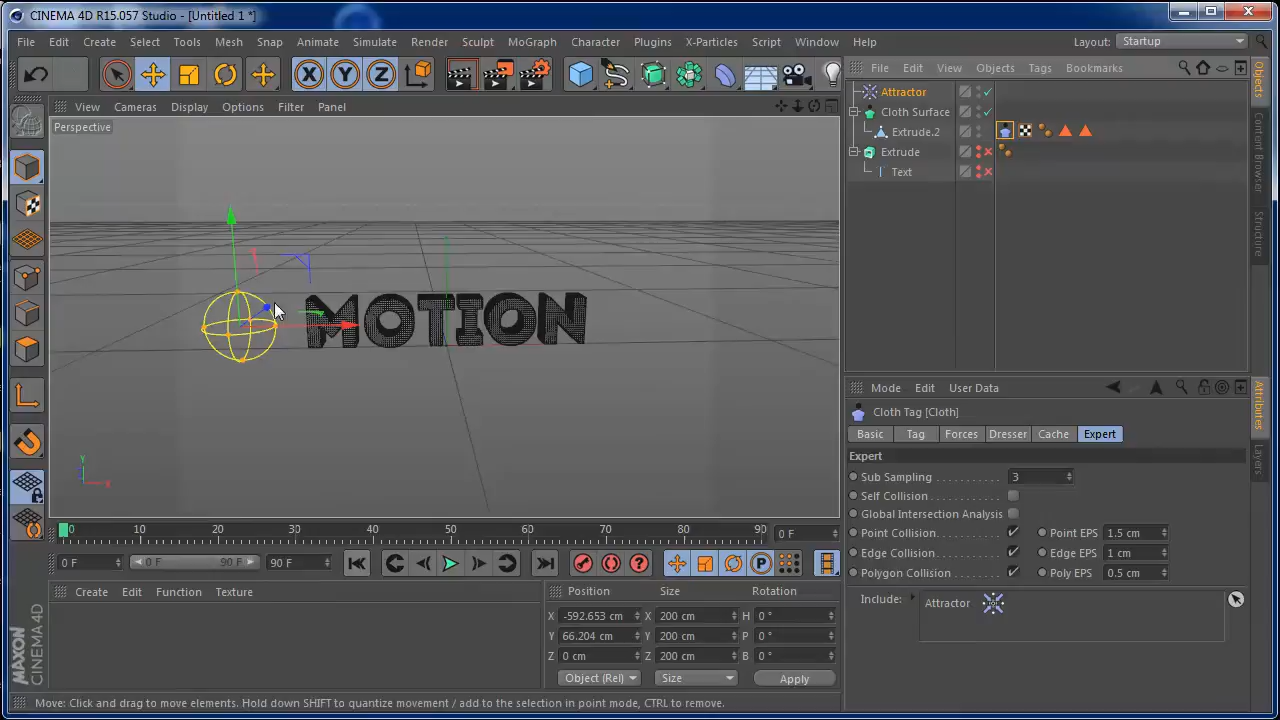 CINEMA 4D R15.057 Studio - [Untitled 1 *]
File Edit Create Select Tools Mesh Snap Animate Simulate Render Sculpt MoGraph Character Plugins X-Particles Script Window Help Layout: Startup
X Y Z
File Edit View Objects Tags Bookmarks
View Cameras Display Options Filter Panel
Perspective
Attractor
Cloth Surface
Extrude.2
Extrude
Text
Objects
Content Browser
Structure
MOTION
Y
X
Mode Edit User Data
Cloth Tag [Cloth]
Basic Tag Forces Dresser Cache Expert
Expert
Sub Sampling 3
Self Collision
Global Intersection Analysis
Point Collision Point EPS 1.5 cm
Edge Collision Edge EPS 1 cm
Polygon Collision Poly EPS 0.5 cm
Include: Attractor
Attributes
Layers
0 10 20 30 40 50 60 70 80 90 0 F
0 F 0 F 90 F 90 F P
Create Edit Function Texture
Position Size Rotation
X -592.653 cm X 200 cm H 0 °
Y 66.204 cm Y 200 cm P 0 °
Z 0 cm Z 200 cm B 0 °
Object (Rel) Size Apply
MAXON
CINEMA 4D
Move: Click and drag to move elements. Hold down SHIFT to quantize movement / add to the selection in point mode, CTRL to remove.